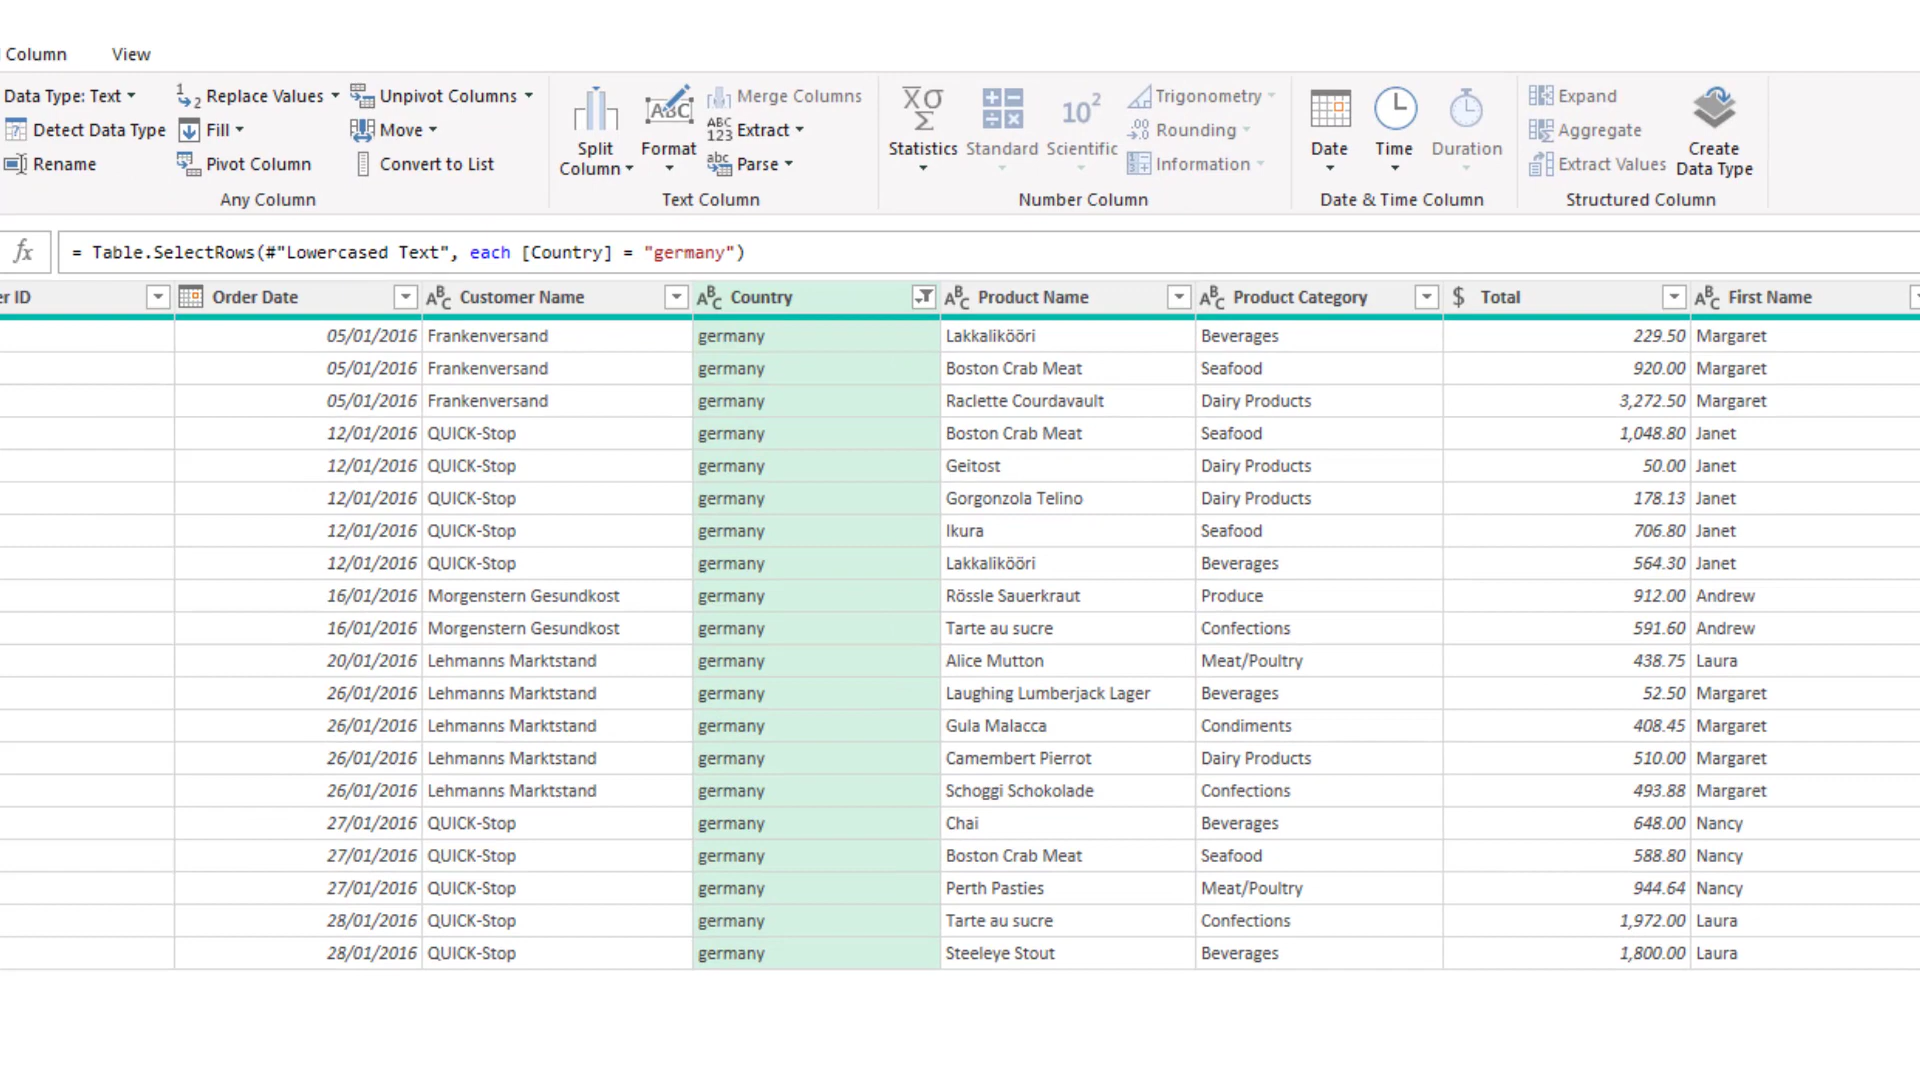 Column View
Data Type: Text
Detect Data Type
Rename
Replace Values
Fill
Pivot Column
Unpivot Columns
Move
Convert to List
Any Column
Split Column
Format
Merge Columns
Extract
Parse
Text Column
Statistics
Standard
Scientific
Trigonometry
Rounding
Information
Number Column
Date
Time
Duration
Date & Time Column
Expand
Aggregate
Extract Values
Create Data Type
Structured Column
fx = Table.SelectRows(#"Lowercased Text", each [Country] = "germany")
er ID Order Date Customer Name Country Product Name Product Category $ Total First Name
05/01/2016 Frankenversand germany Lakkalikööri Beverages 229.50 Margaret
05/01/2016 Frankenversand germany Boston Crab Meat Seafood 920.00 Margaret
05/01/2016 Frankenversand germany Raclette Courdavault Dairy Products 3,272.50 Margaret
12/01/2016 QUICK-Stop germany Boston Crab Meat Seafood 1,048.80 Janet
12/01/2016 QUICK-Stop germany Geitost Dairy Products 50.00 Janet
12/01/2016 QUICK-Stop germany Gorgonzola Telino Dairy Products 178.13 Janet
12/01/2016 QUICK-Stop germany Ikura Seafood 706.80 Janet
12/01/2016 QUICK-Stop germany Lakkalikööri Beverages 564.30 Janet
16/01/2016 Morgenstern Gesundkost germany Rössle Sauerkraut Produce 912.00 Andrew
16/01/2016 Morgenstern Gesundkost germany Tarte au sucre Confections 591.60 Andrew
20/01/2016 Lehmanns Marktstand germany Alice Mutton Meat/Poultry 438.75 Laura
26/01/2016 Lehmanns Marktstand germany Laughing Lumberjack Lager Beverages 52.50 Margaret
26/01/2016 Lehmanns Marktstand germany Gula Malacca Condiments 408.45 Margaret
26/01/2016 Lehmanns Marktstand germany Camembert Pierrot Dairy Products 510.00 Margaret
26/01/2016 Lehmanns Marktstand germany Schoggi Schokolade Confections 493.88 Margaret
27/01/2016 QUICK-Stop germany Chai Beverages 648.00 Nancy
27/01/2016 QUICK-Stop germany Boston Crab Meat Seafood 588.80 Nancy
27/01/2016 QUICK-Stop germany Perth Pasties Meat/Poultry 944.64 Nancy
28/01/2016 QUICK-Stop germany Tarte au sucre Confections 1,972.00 Laura
28/01/2016 QUICK-Stop germany Steeleye Stout Beverages 1,800.00 Laura